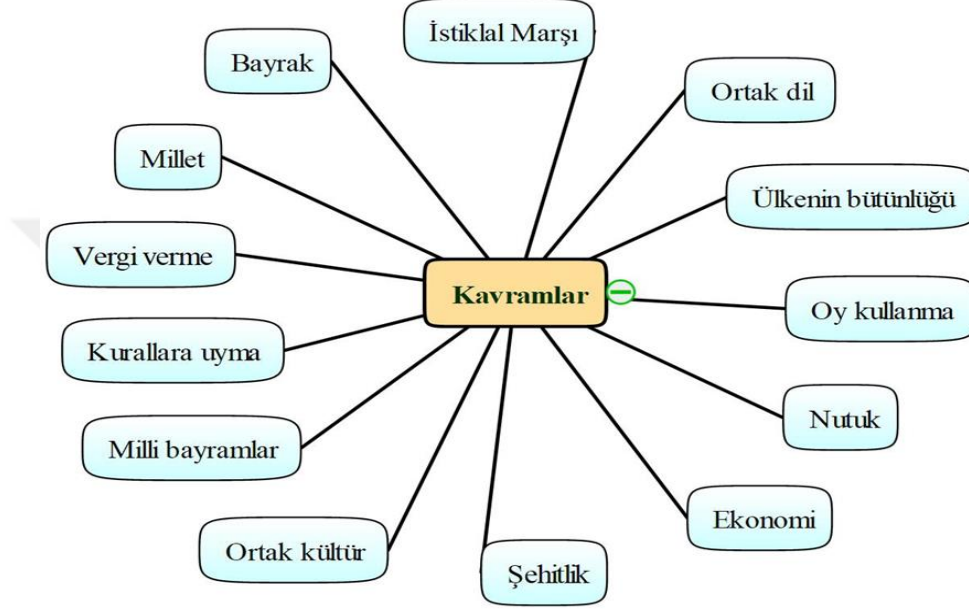 İstiklal Marşı
Bayrak
Ortak dil
Millet
Ülkenin bütünlüğü
Vergi verme
Kavramlar
Oy kullanma
Kurallara uyma
Nutuk
Milli bayramlar
Ekonomi
Ortak kültür
Şehitlik